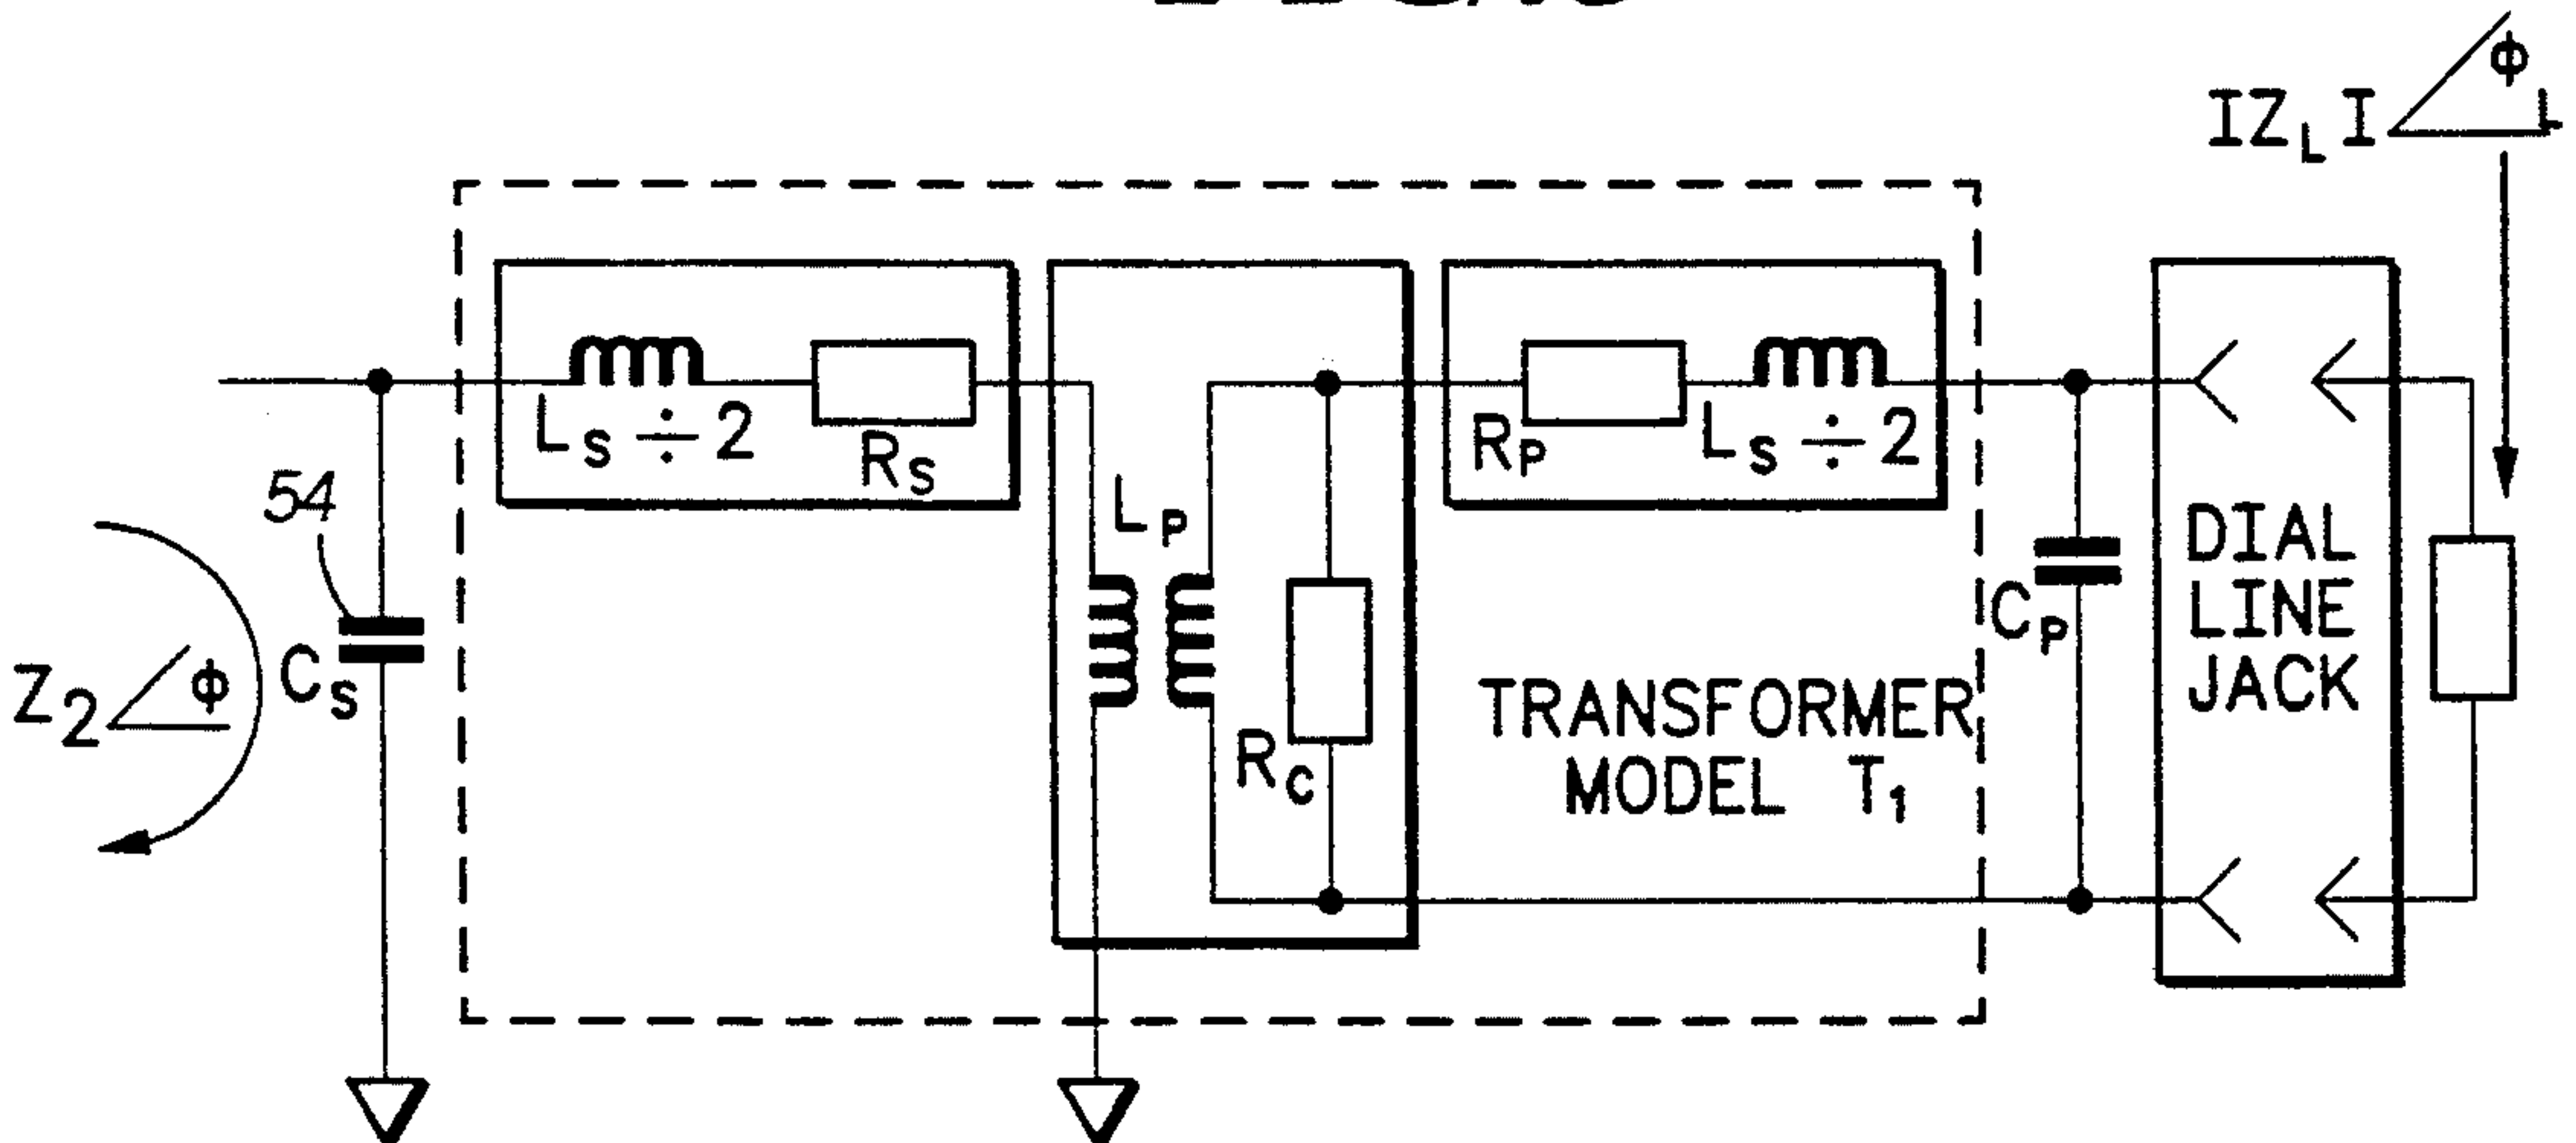 IZL I ϕL
LS ÷ 2
RS
RP
LS ÷ 2
54
LP
DIAL
LINE
JACK
CP
Z2 ϕ
CS
RC
TRANSFORMER
MODEL T1